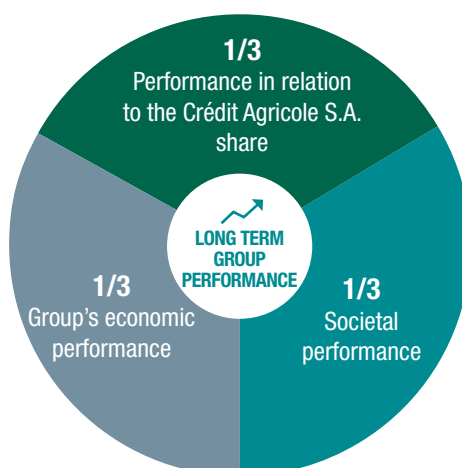 1/3
Performance in relation
to the Crédit Agricole S.A.
share
LONG TERM
GROUP
PERFORMANCE
1/3
Group’s economic
performance
1/3
Societal
performance